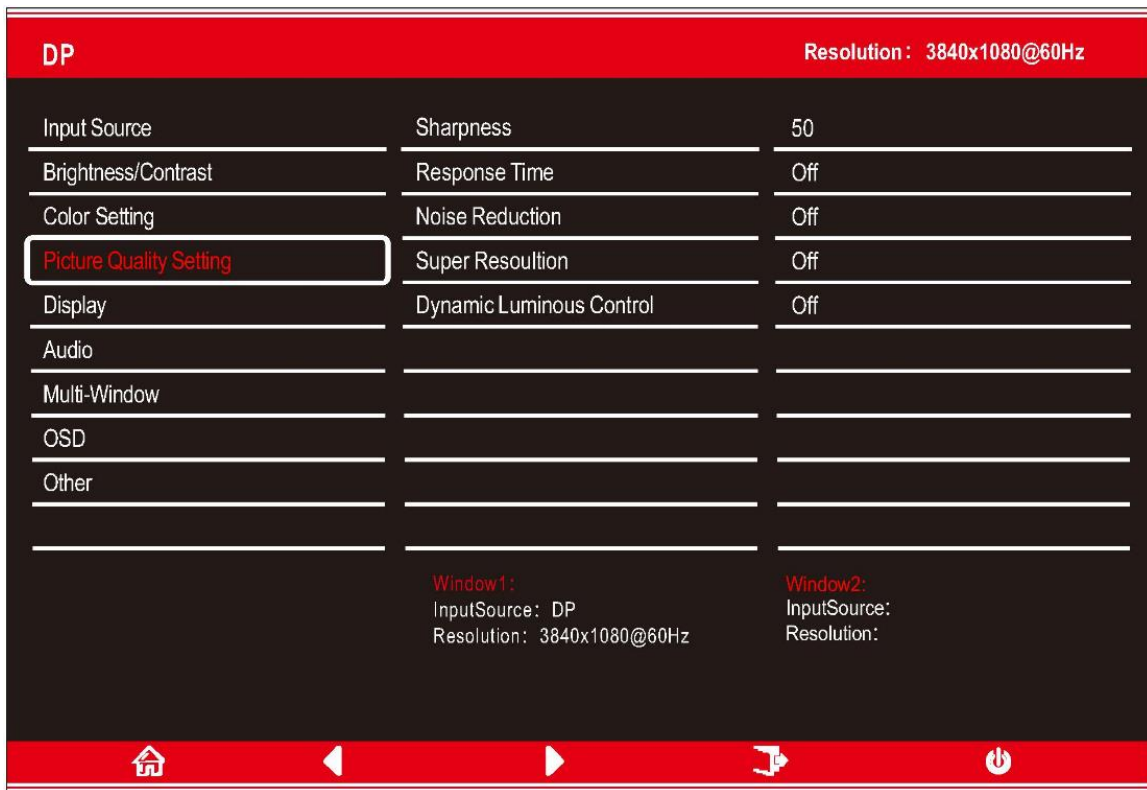 DP Resolution: 3840x1080@60Hz
Input Source Sharpness 50
Brightness/Contrast Response Time Off
Color Setting Noise Reduction Off
Picture Quality Setting Super Resoultion Off
Display Dynamic Luminous Control Off
Audio
Multi-Window
OSD
Other
Window1: Window2:
InputSource: DP InputSource:
Resolution: 3840x1080@60Hz Resolution: